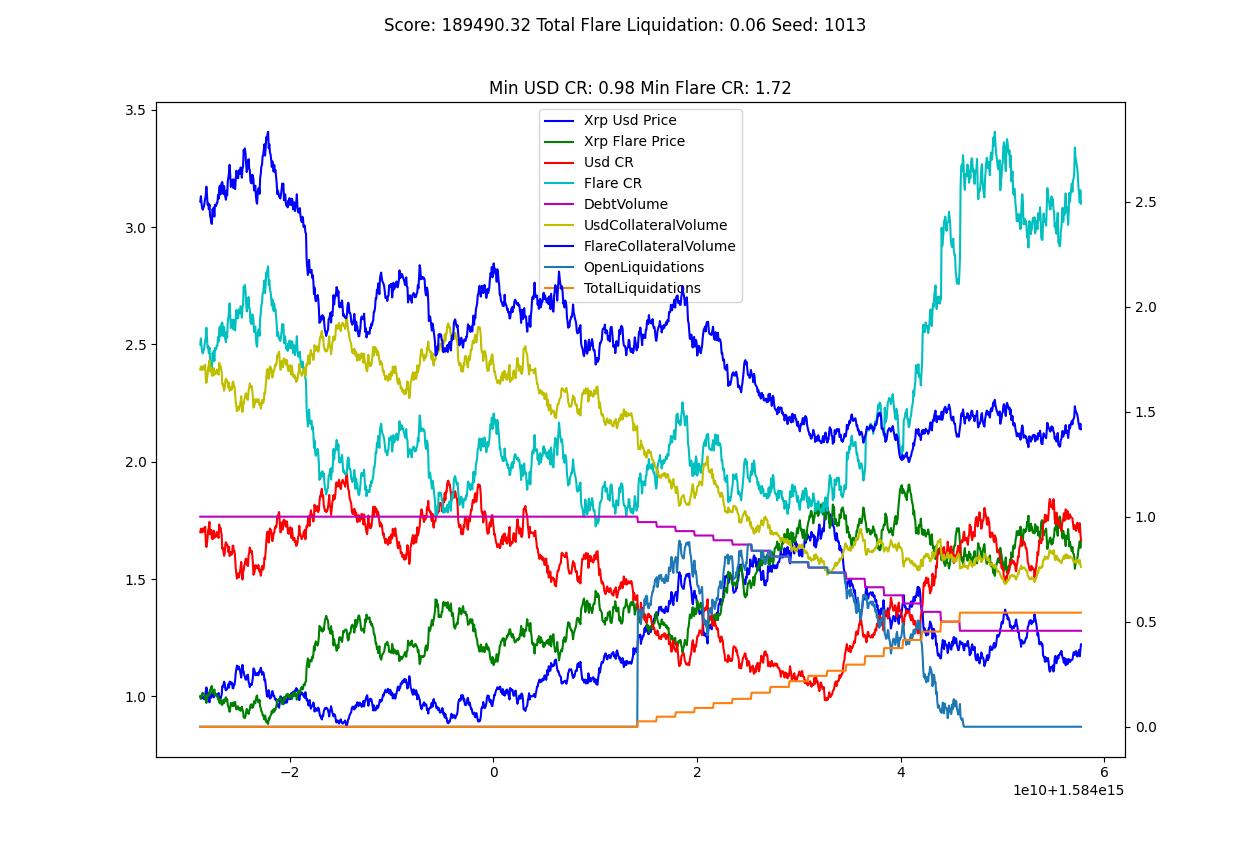 Score: 189490.32 Total Flare Liquidation: 0.06 Seed: 1013
Min USD CR: 0.98 Min Flare CR: 1.72
Xrp Usd Price
Xrp Flare Price
Usd CR
Flare CR
DebtVolume
UsdCollateralVolume
FlareCollateralVolume
OpenLiquidations
TotalLiquidations
3.5
3.0
2.5
2.0
1.5
1.0
2.5
2.0
1.5
1.0
0.5
0.0
−2 0 2 4 6
1e10+1.584e15